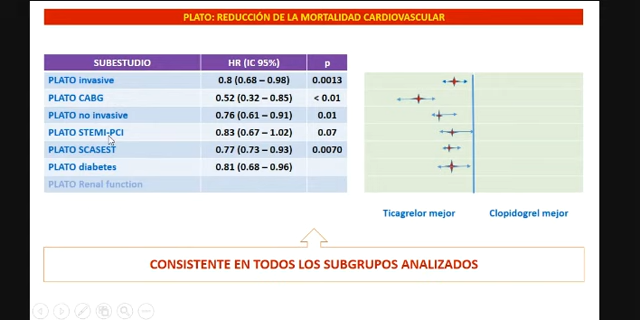 PLATO: REDUCCIÓN DE LA MORTALIDAD CARDIOVASCULAR
SUBESTUDIO HR (IC 95%) p
PLATO invasive 0.8 (0.68 – 0.98) 0.0013
PLATO CABG 0.52 (0.32 – 0.85) < 0.01
PLATO no invasive 0.76 (0.61 – 0.91) 0.01
PLATO STEMI-PCI 0.83 (0.67 – 1.02) 0.07
PLATO SCASEST 0.77 (0.73 – 0.93) 0.0070
PLATO diabetes 0.81 (0.68 – 0.96)
PLATO Renal function
Ticagrelor mejor Clopidogrel mejor
CONSISTENTE EN TODOS LOS SUBGRUPOS ANALIZADOS